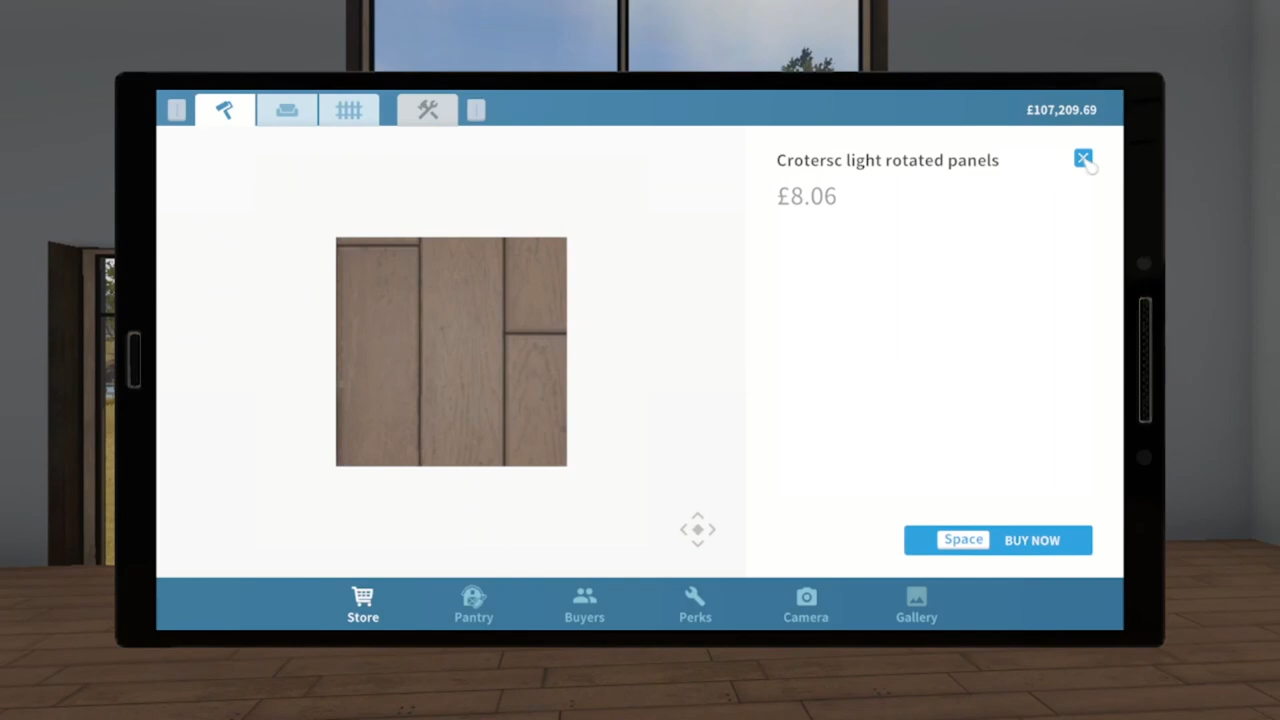 £107,209.69
Crotersc light rotated panels
£8.06
Space BUY NOW
Store Pantry Buyers Perks Camera Gallery